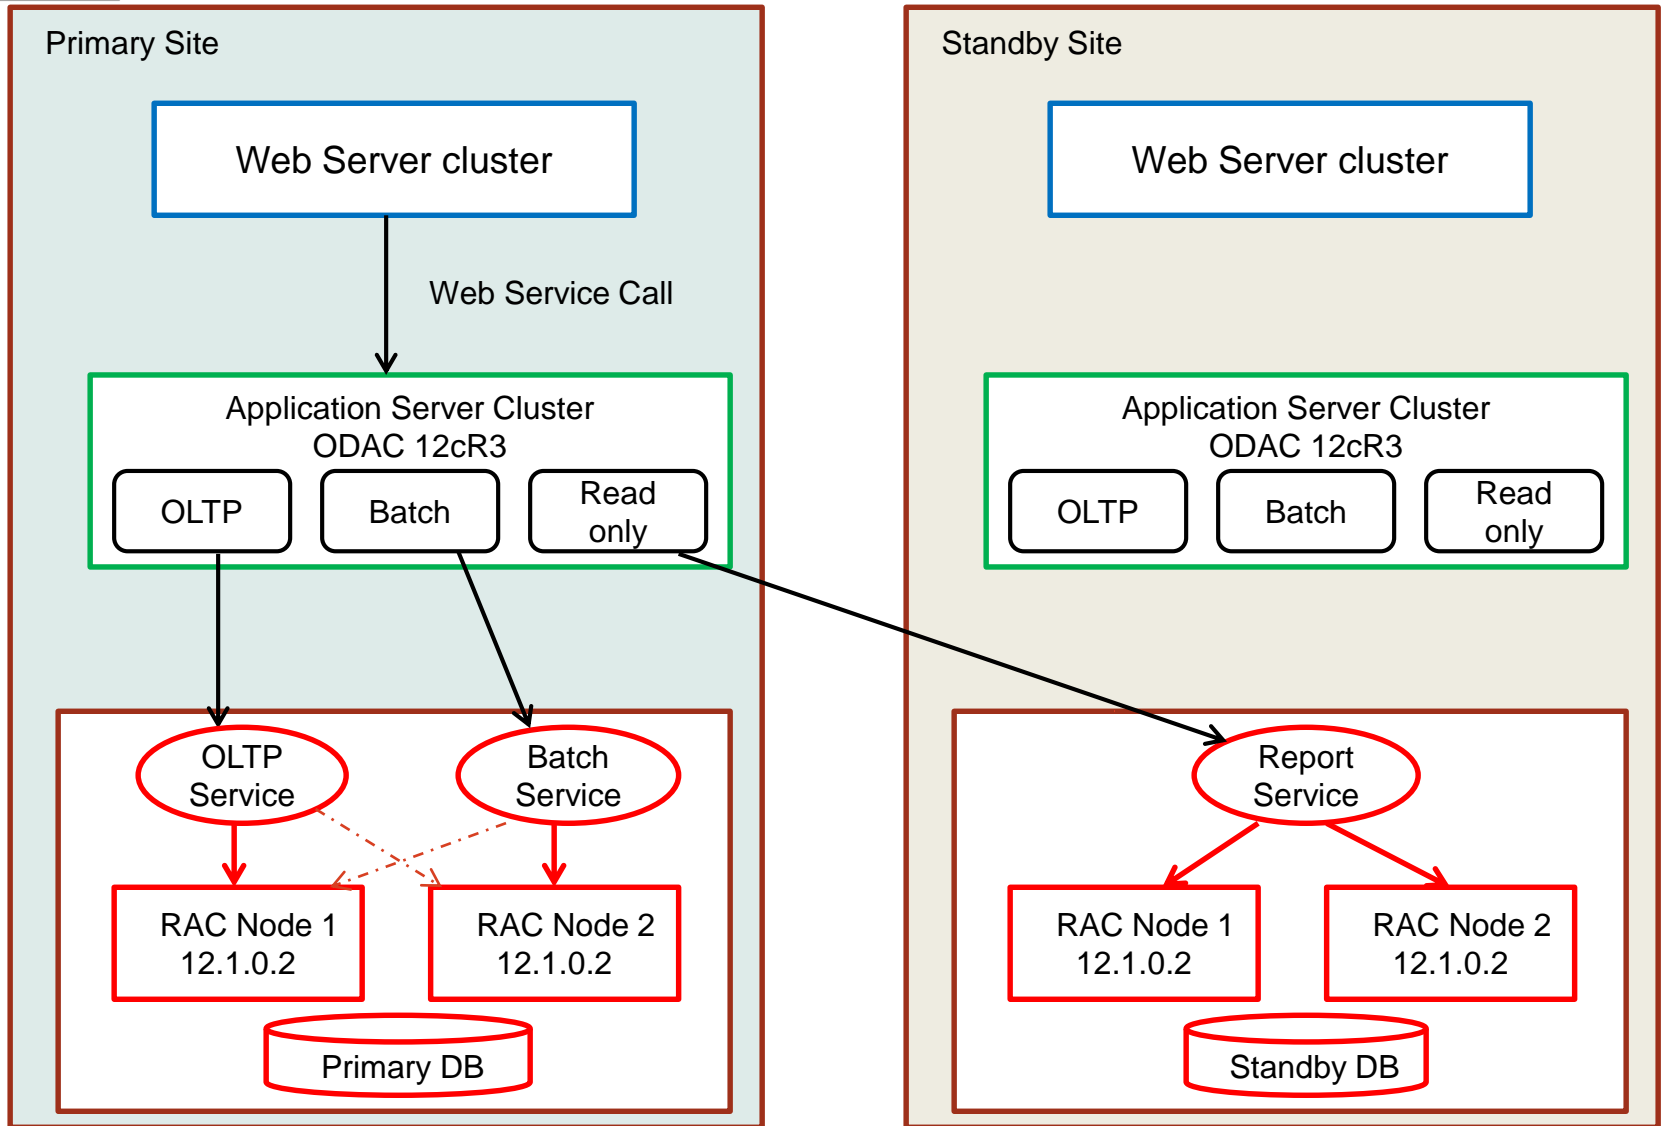 Primary Site
Web Server cluster
Web Service Call
Application Server Cluster
ODAC 12cR3
OLTP
Batch
Read
only
OLTP
Service
Batch
Service
RAC Node 1
12.1.0.2
RAC Node 2
12.1.0.2
Primary DB
Standby Site
Web Server cluster
Application Server Cluster
ODAC 12cR3
OLTP
Batch
Read
only
Report
Service
RAC Node 1
12.1.0.2
RAC Node 2
12.1.0.2
Standby DB